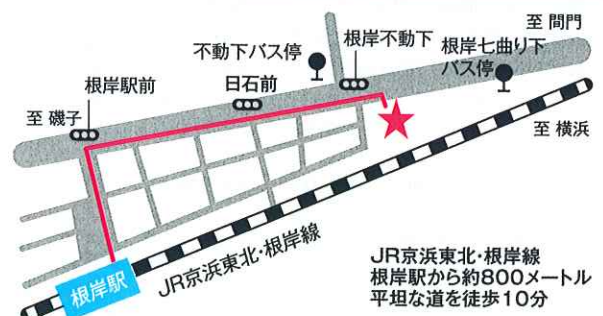 至 間門
不動下バス停
根岸不動下
根岸七曲り下
バス停
日石前
根岸駅前
至 磯子
至 横浜
JR京浜東北・根岸線
根岸駅
JR京浜東北・根岸線
根岸駅から約800メートル
平坦な道を徒歩10分